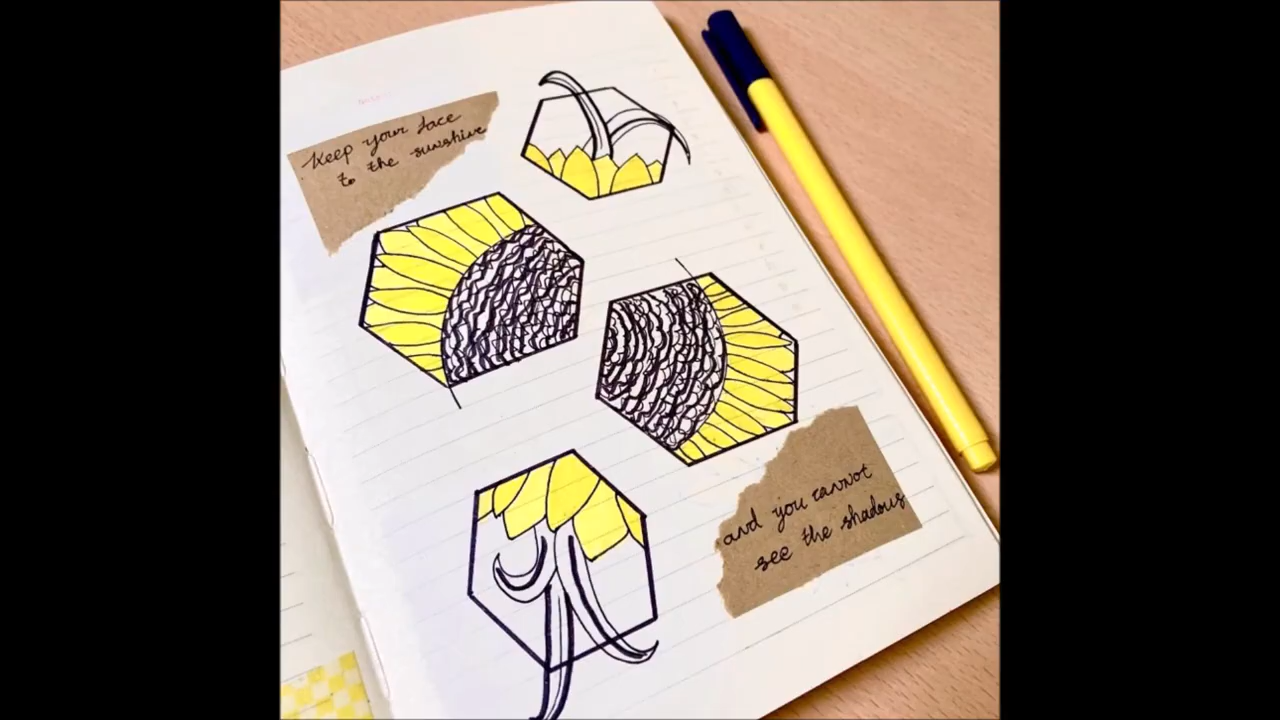 Keep your face
to the sunshine
and you cannot
see the shadows